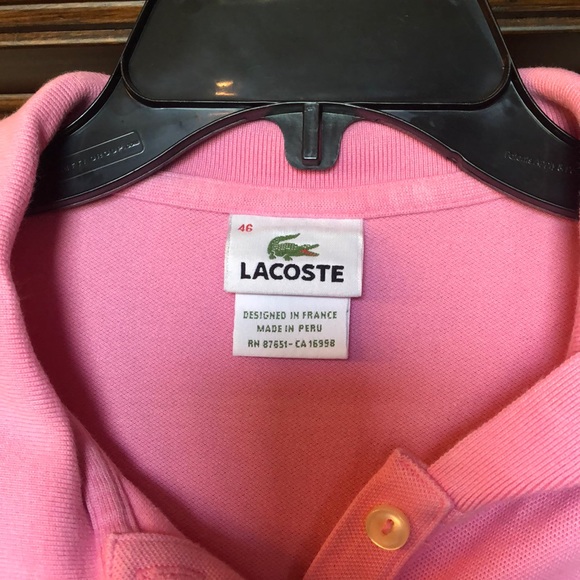 46
LACOSTE
DESIGNED IN FRANCE
MADE IN PERU
RN 87651-CA 16998